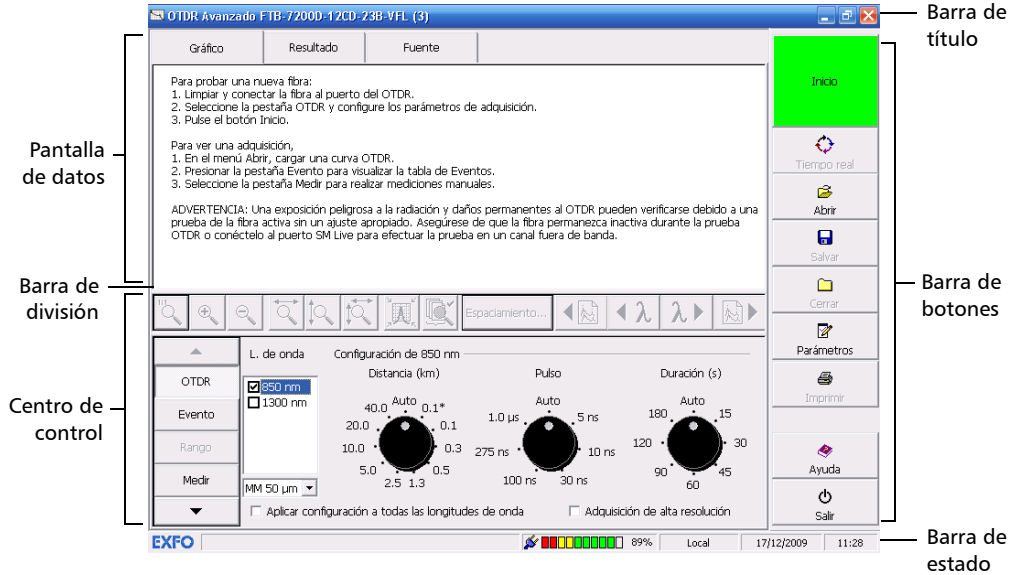 OTDR Avanzado FTB-7200D-12CD-23B-VFL (3)
Barra de
título
Gráfico
Resultado
Fuente
Para probar una nueva fibra:
1. Limpiar y conectar la fibra al puerto del OTDR.
2. Seleccione la pestaña OTDR y configure los parámetros de adquisición.
3. Pulse el botón Inicio.
Para ver una adquisición,
1. En el menú Abrir, cargar una curva OTDR.
2. Presionar la pestaña Evento para visualizar la tabla de Eventos.
3. Seleccione la pestaña Medir para realizar mediciones manuales.
ADVERTENCIA: Una exposición peligrosa a la radiación y daños permanentes al OTDR pueden verificarse debido a una
prueba de la fibra activa sin un ajuste apropiado. Asegúrese de que la fibra permanezca inactiva durante la prueba
OTDR o conéctelo al puerto SM Live para efectuar la prueba en un canal fuera de banda.
Pantalla
de datos
Barra de
división
Inicio
Tiempo real
Abrir
Salvar
Cerrar
Parámetros
Imprimir
Ayuda
Salir
Barra de
botones
1:1
Espaciamiento...
λ
λ
Centro de
control
OTDR
Evento
Rango
Medir
L. de onda
850 nm
1300 nm
MM 50 µm
Configuración de 850 nm
Distancia (km)
Auto
0.1*
0.1
0.3
0.5
1.3
2.5
5.0
10.0
20.0
40.0
Pulso
Auto
5 ns
10 ns
30 ns
100 ns
275 ns
1.0 µs
Duración (s)
Auto
15
30
45
60
90
120
180
Aplicar configuración a todas las longitudes de onda
Adquisición de alta resolución
EXFO
89%
Local
17/12/2009
11:28
Barra de
estado